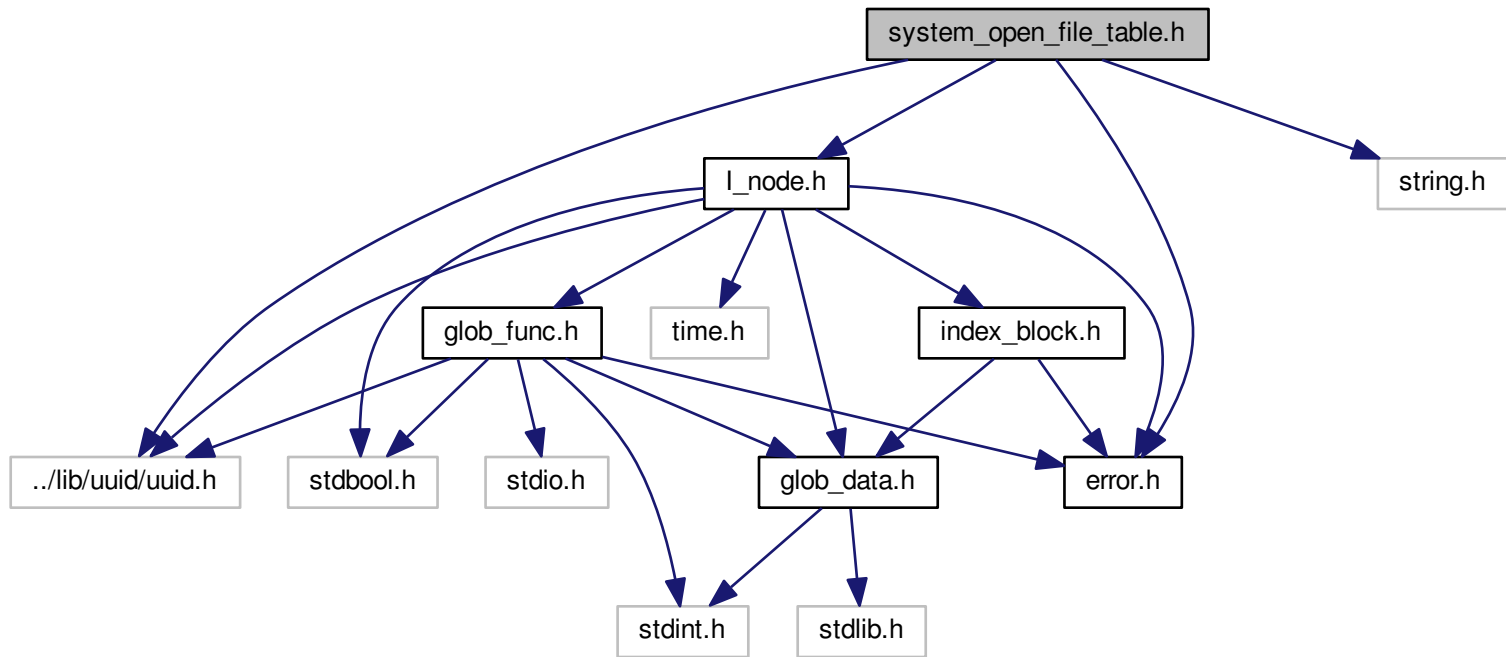 system_open_file_table.h
I_node.h
string.h
glob_func.h
time.h
index_block.h
../lib/uuid/uuid.h
stdbool.h
stdio.h
glob_data.h
error.h
stdint.h
stdlib.h